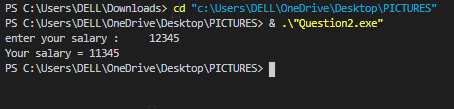 PS C:\Users\DELL\Downloads> cd "c:\Users\DELL\OneDrive\Desktop\PICTURES"
PS C:\Users\DELL\OneDrive\Desktop\PICTURES> & .\"Question2.exe"
enter your salary :     12345
Your salary = 11345
PS C:\Users\DELL\OneDrive\Desktop\PICTURES>